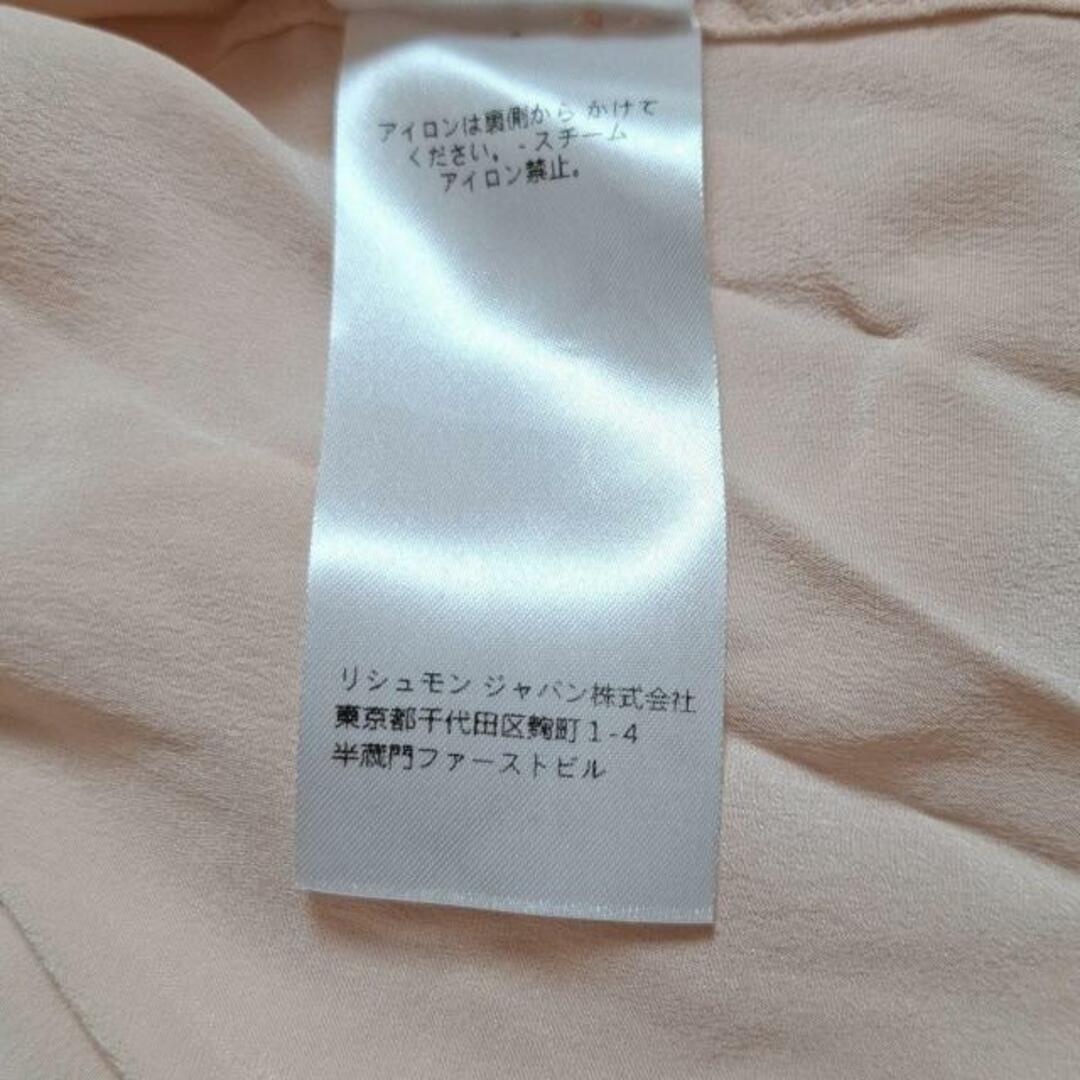 アイロンは裏側から かけて
ください。 - スチーム
アイロン禁止。
リシュモン ジャパン株式会社
東京都千代田区麹町1-4
半蔵門ファーストビル